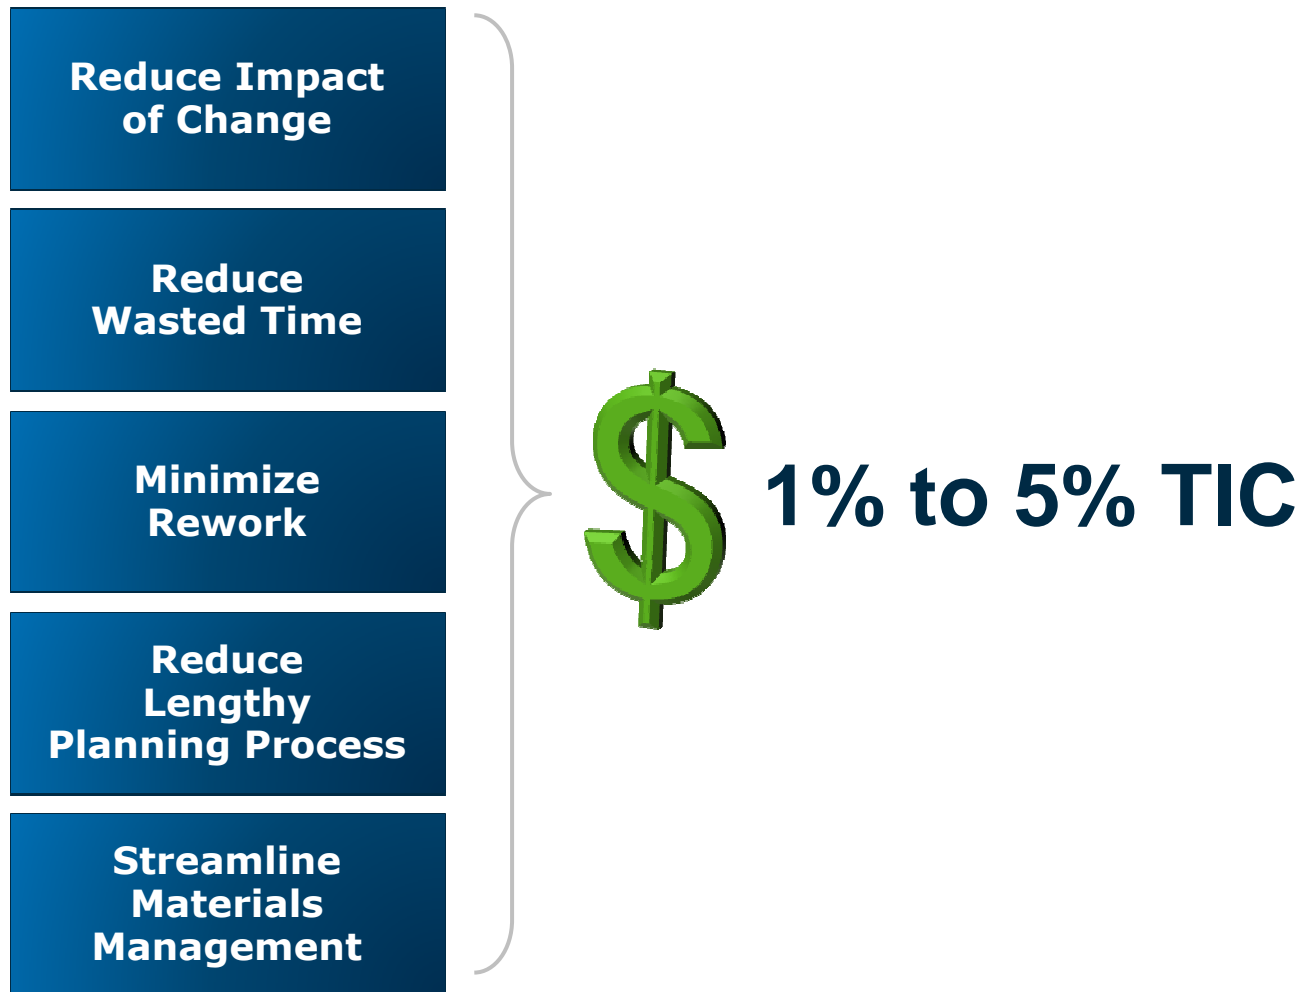 Reduce Impact
of Change
Reduce
Wasted Time
Minimize
Rework
Reduce
Lengthy
Planning Process
Streamline
Materials
Management
$ 1% to 5% TIC